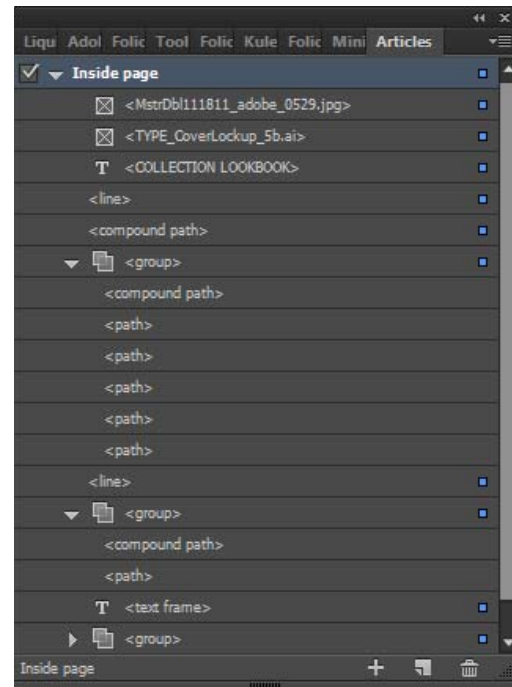 Liqu Adol Folic Tool Folic Kule Folic Mini Articles
Inside page
<MstrDbl111811_adobe_0529.jpg>
<TYPE_CoverLockup_5b.ai>
T <COLLECTION LOOKBOOK>
<line>
<compound path>
<group>
<compound path>
<path>
<path>
<path>
<path>
<path>
<line>
<group>
<compound path>
<path>
T <text frame>
<group>
Inside page